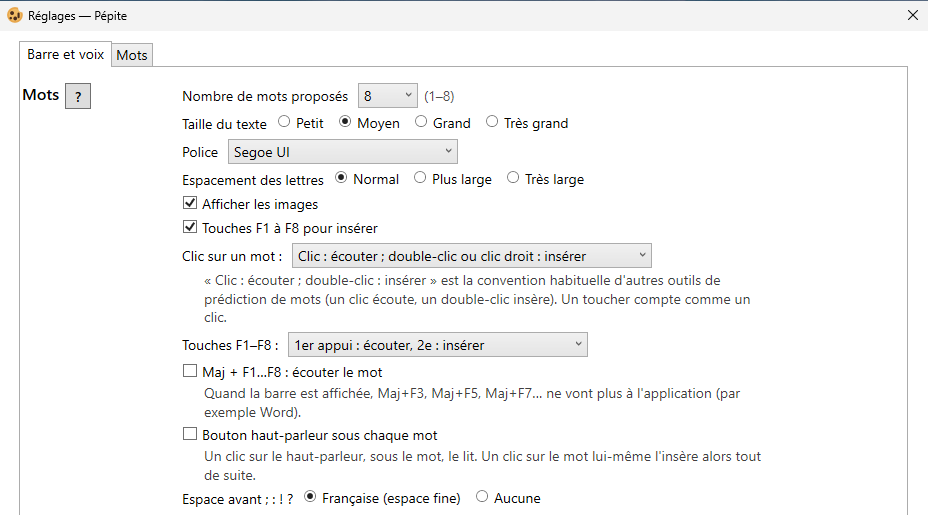 Réglages — Pépite
Barre et voix
Mots
Mots ?
Nombre de mots proposés 8 (1–8)
Taille du texte Petit Moyen Grand Très grand
Police Segoe UI
Espacement des lettres Normal Plus large Très large
Afficher les images
Touches F1 à F8 pour insérer
Clic sur un mot : Clic : écouter ; double-clic ou clic droit : insérer
« Clic : écouter ; double-clic : insérer » est la convention habituelle d'autres outils de
prédiction de mots (un clic écoute, un double-clic insère). Un toucher compte comme un
clic.
Touches F1–F8 : 1er appui : écouter, 2e : insérer
Maj + F1…F8 : écouter le mot
Quand la barre est affichée, Maj+F3, Maj+F5, Maj+F7… ne vont plus à l'application (par
exemple Word).
Bouton haut-parleur sous chaque mot
Un clic sur le haut-parleur, sous le mot, le lit. Un clic sur le mot lui-même l'insère alors tout
de suite.
Espace avant ; : ! ? Française (espace fine) Aucune